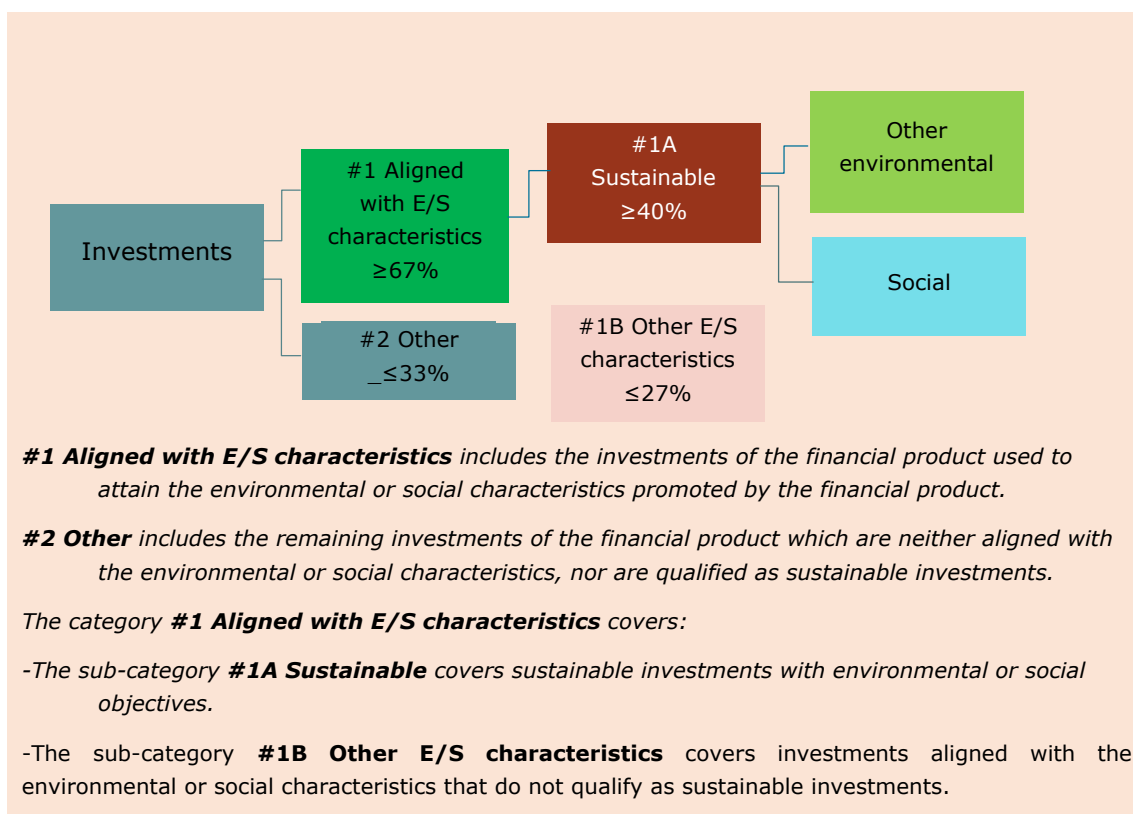 Investments
#1 Aligned
with E/S
characteristics
≥67%
#2 Other
_≤33%
#1A
Sustainable
≥40%
#1B Other E/S
characteristics
≤27%
Other
environmental
Social
#1 Aligned with E/S characteristics includes the investments of the financial product used to
attain the environmental or social characteristics promoted by the financial product.
#2 Other includes the remaining investments of the financial product which are neither aligned with
the environmental or social characteristics, nor are qualified as sustainable investments.
The category #1 Aligned with E/S characteristics covers:
-The sub-category #1A Sustainable covers sustainable investments with environmental or social
objectives.
-The sub-category #1B Other E/S characteristics covers investments aligned with the
environmental or social characteristics that do not qualify as sustainable investments.